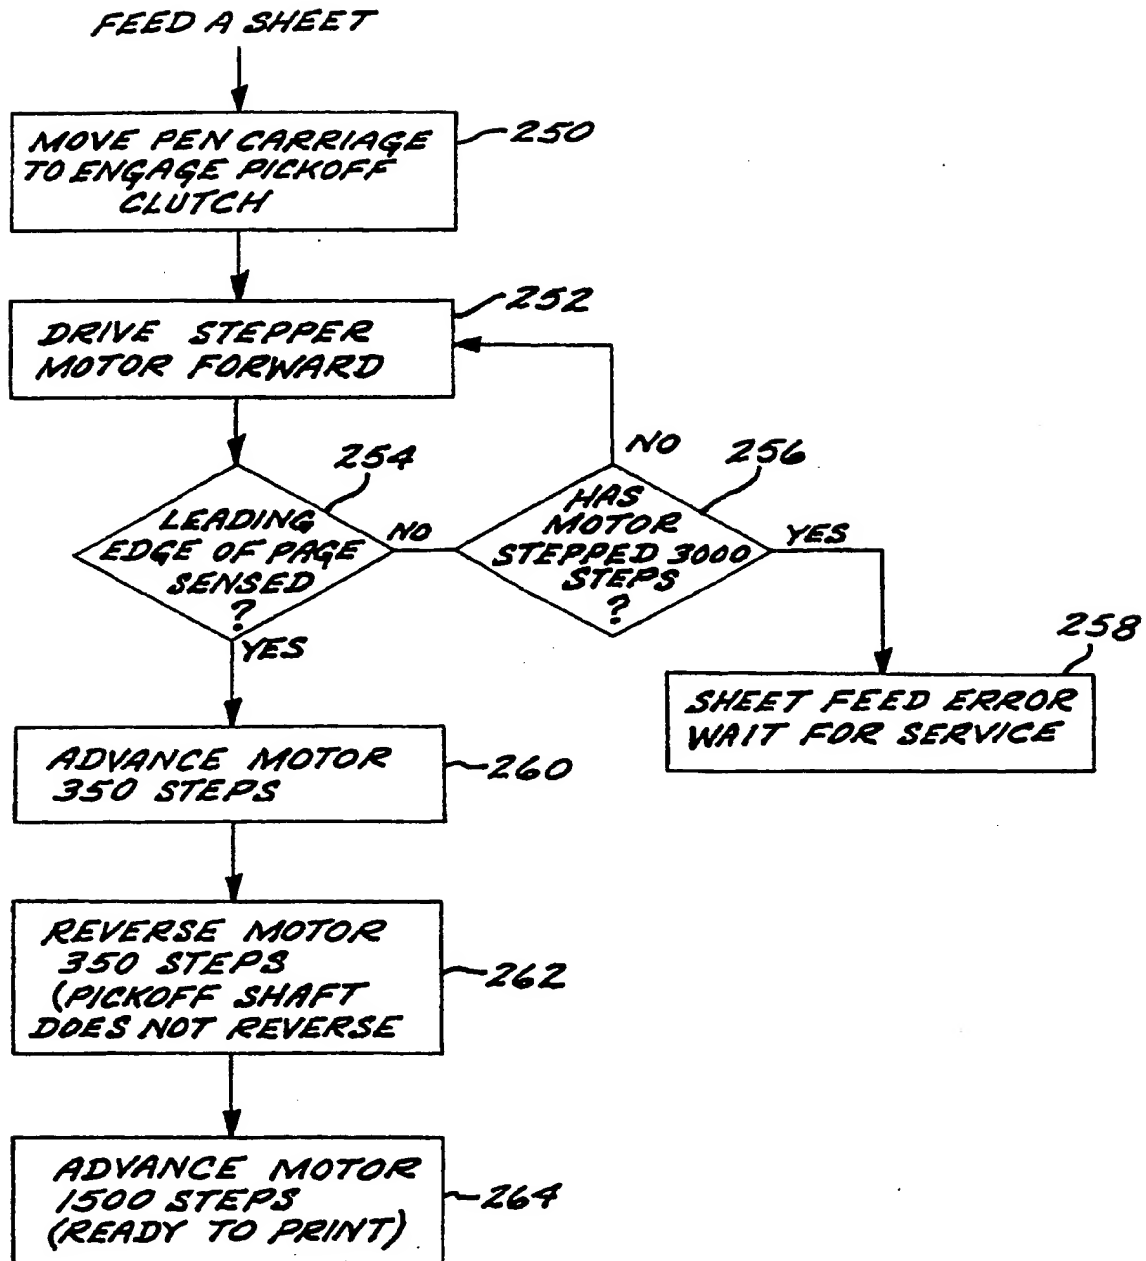 FEED A SHEET
MOVE PEN CARRIAGE
TO ENGAGE PICKOFF
CLUTCH
250
DRIVE STEPPER
MOTOR FORWARD
252
LEADING
EDGE OF PAGE
SENSED
?
254
NO
YES
HAS
MOTOR
STEPPED 3000
STEPS
?
256
NO
YES
SHEET FEED ERROR
WAIT FOR SERVICE
258
ADVANCE MOTOR
350 STEPS
260
REVERSE MOTOR
350 STEPS
(PICKOFF SHAFT
DOES NOT REVERSE
262
ADVANCE MOTOR
1500 STEPS
(READY TO PRINT)
264